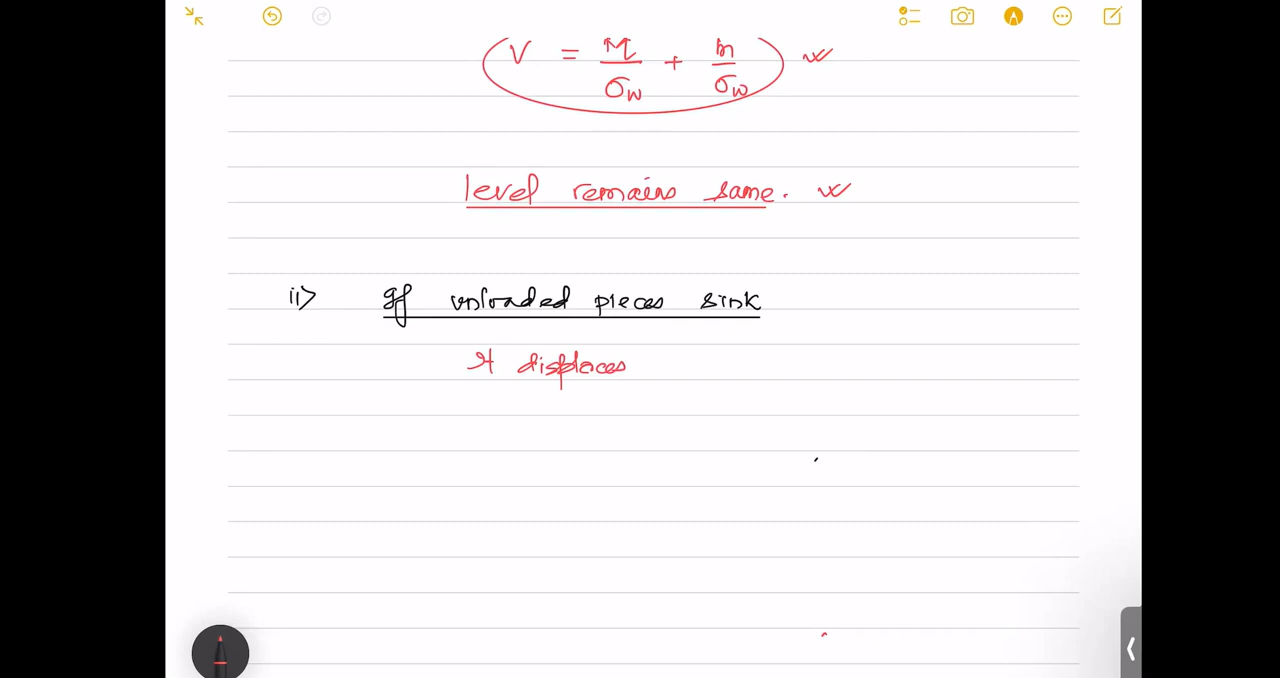 (V = M/σw + m/σw)
level remains same.
ii> If unloaded pieces sink
It displaces